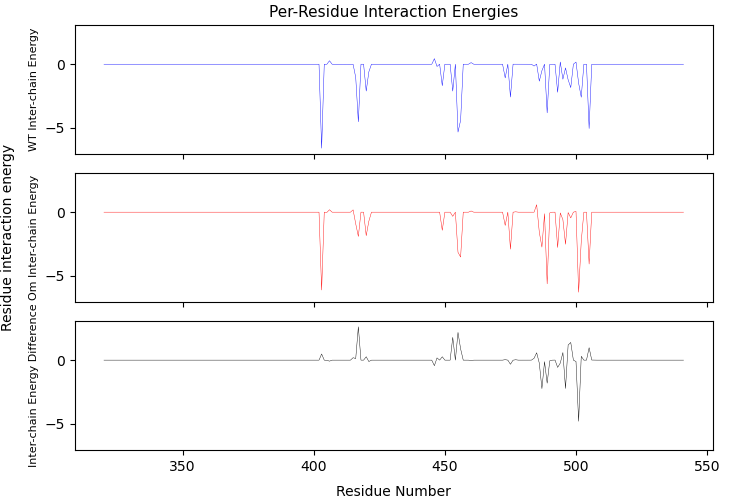 Per-Residue Interaction Energies
Residue interaction energy
WT Inter-chain Energy
0
−5
Om Inter-chain Energy
0
−5
Inter-chain Energy Difference
0
−5
350
400
450
500
550
Residue Number